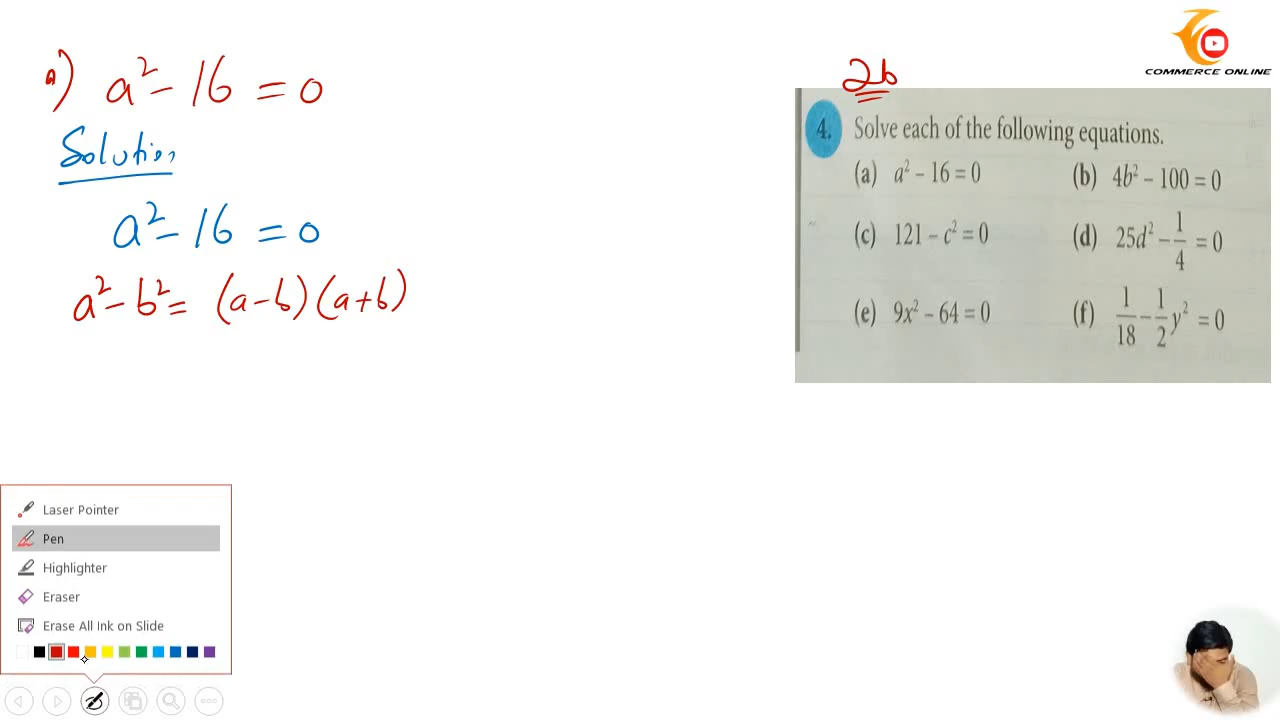 a) a² - 16 = 0
Solution
a² - 16 = 0
a² - b² = (a - b)(a + b)
COMMERCE ONLINE
2b
4. Solve each of the following equations.
(a) a² – 16 = 0 (b) 4b² – 100 = 0
(c) 121 – c² = 0 (d) 25d² – 1/4 = 0
(e) 9x² – 64 = 0 (f) 1/18 – 1/2 y² = 0
Laser Pointer
Pen
Highlighter
Eraser
Erase All Ink on Slide